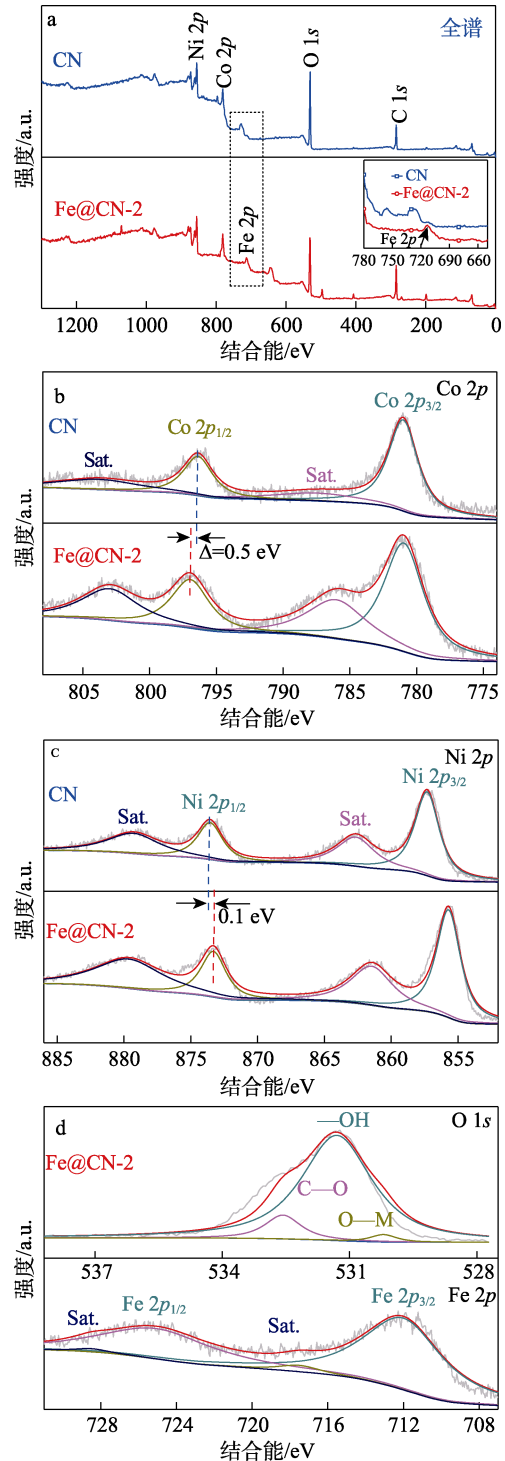 a
全谱
CN
Ni 2p
Co 2p
O 1s
C 1s
Fe@CN-2
Fe 2p
CN
Fe@CN-2
Fe 2p
780 750 720 690 660
强度/a.u.
1200 1000 800 600 400 200 0
结合能/eV
b
Co 2p
CN
Sat.
Co 2p1/2
Sat.
Co 2p3/2
Fe@CN-2
Δ=0.5 eV
强度/a.u.
805 800 795 790 785 780 775
结合能/eV
C
Ni 2p
CN
Sat.
Ni 2p1/2
Sat.
Ni 2p3/2
Fe@CN-2
0.1 eV
强度/a.u.
885 880 875 870 865 860 855
结合能/eV
d
O 1s
Fe@CN-2
—OH
C—O
O—M
537 534 531 528
强度/a.u.
Sat.
Fe 2p1/2
Sat.
Fe 2p3/2
Fe 2p
728 724 720 716 712 708
结合能/eV